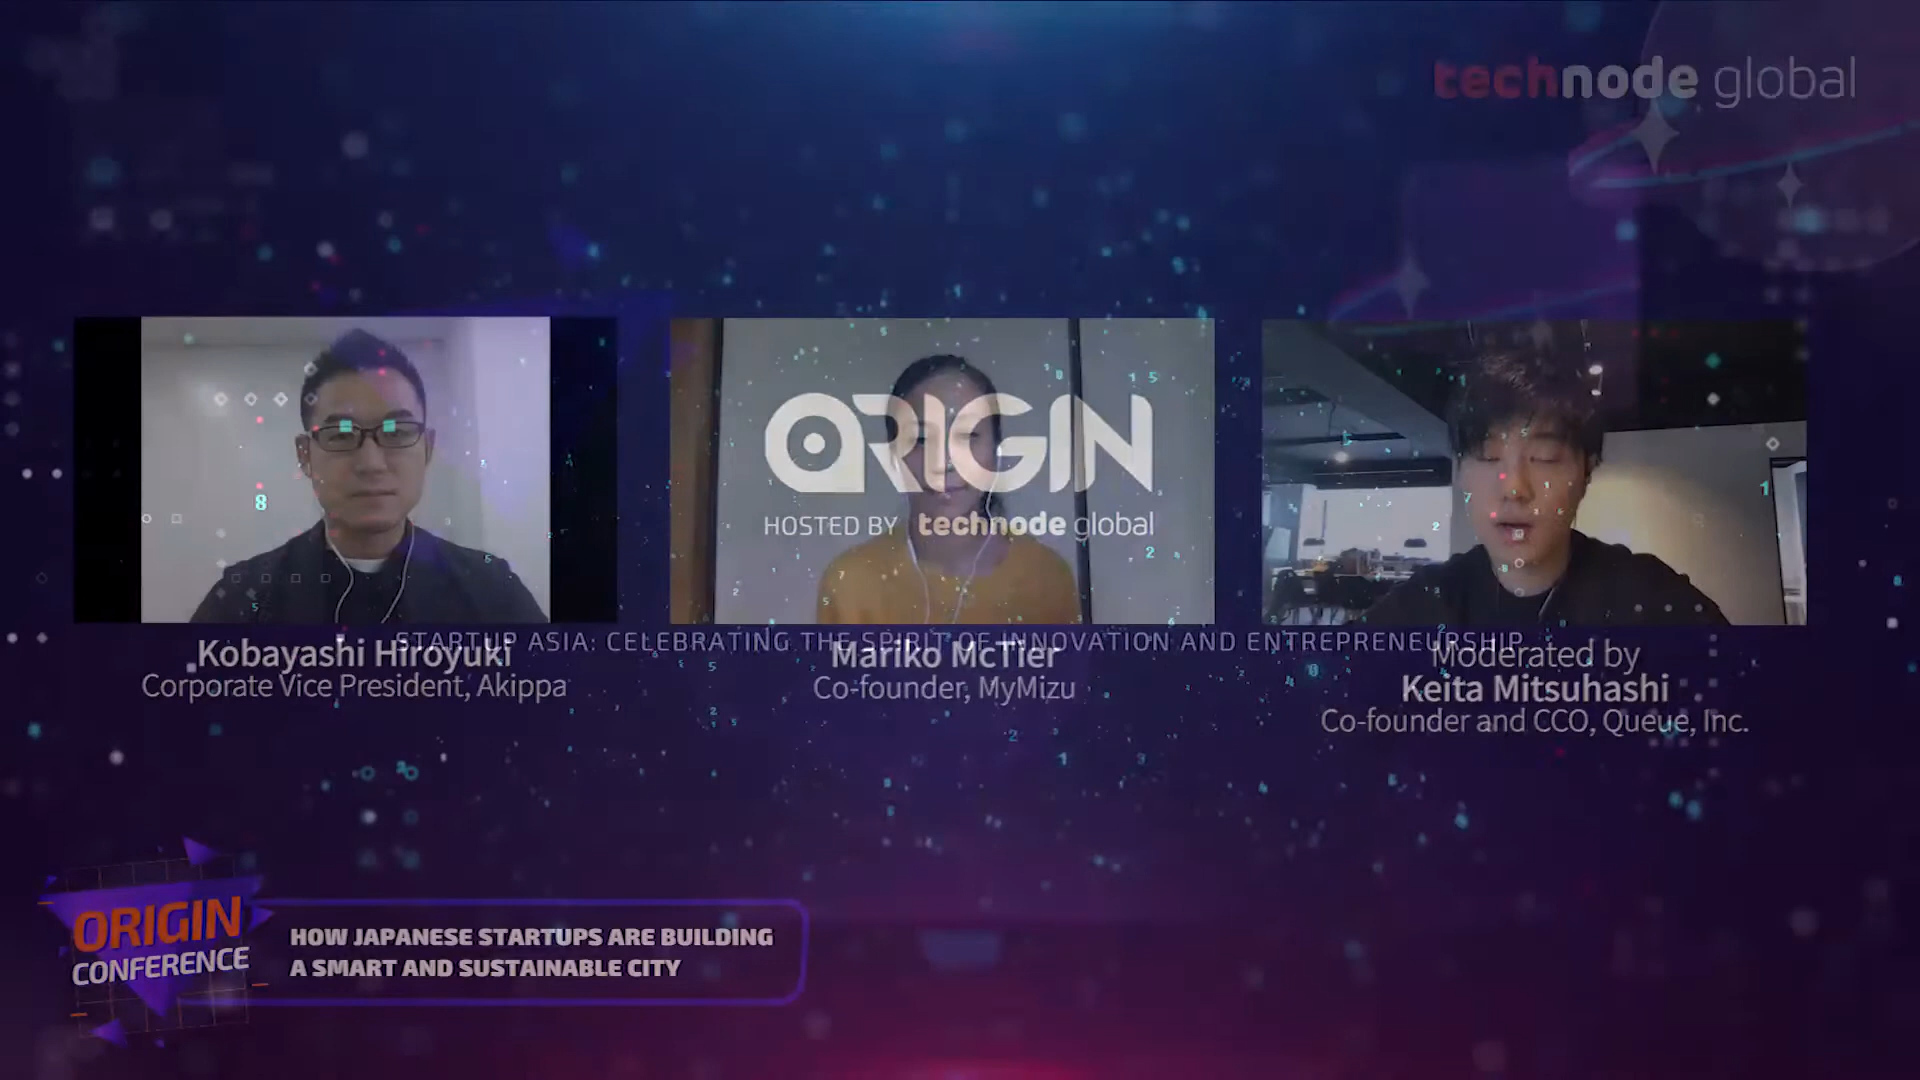 technode global
ORIGIN
HOSTED BY technode global
STARTUP ASIA: CELEBRATING THE SPIRIT OF INNOVATION AND ENTREPRENEURSHIP
Kobayashi Hiroyuki
Corporate Vice President, Akippa
Mariko McTier
Co-founder, MyMizu
Moderated by
Keita Mitsuhashi
Co-founder and CCO, Queue, Inc.
ORIGIN
CONFERENCE
HOW JAPANESE STARTUPS ARE BUILDING
A SMART AND SUSTAINABLE CITY